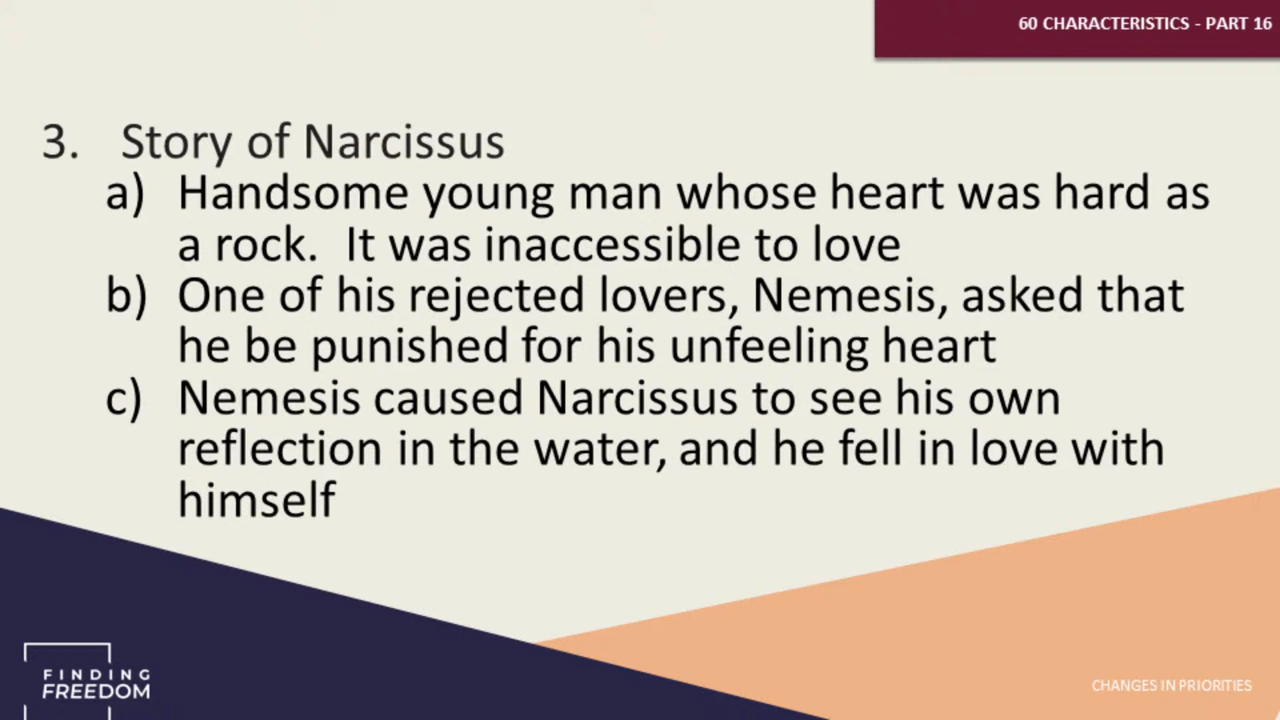 60 CHARACTERISTICS - PART 16
3. Story of Narcissus
a) Handsome young man whose heart was hard as
a rock. It was inaccessible to love
b) One of his rejected lovers, Nemesis, asked that
he be punished for his unfeeling heart
c) Nemesis caused Narcissus to see his own
reflection in the water, and he fell in love with
himself
FINDING
FREEDOM
CHANGES IN PRIORITIES